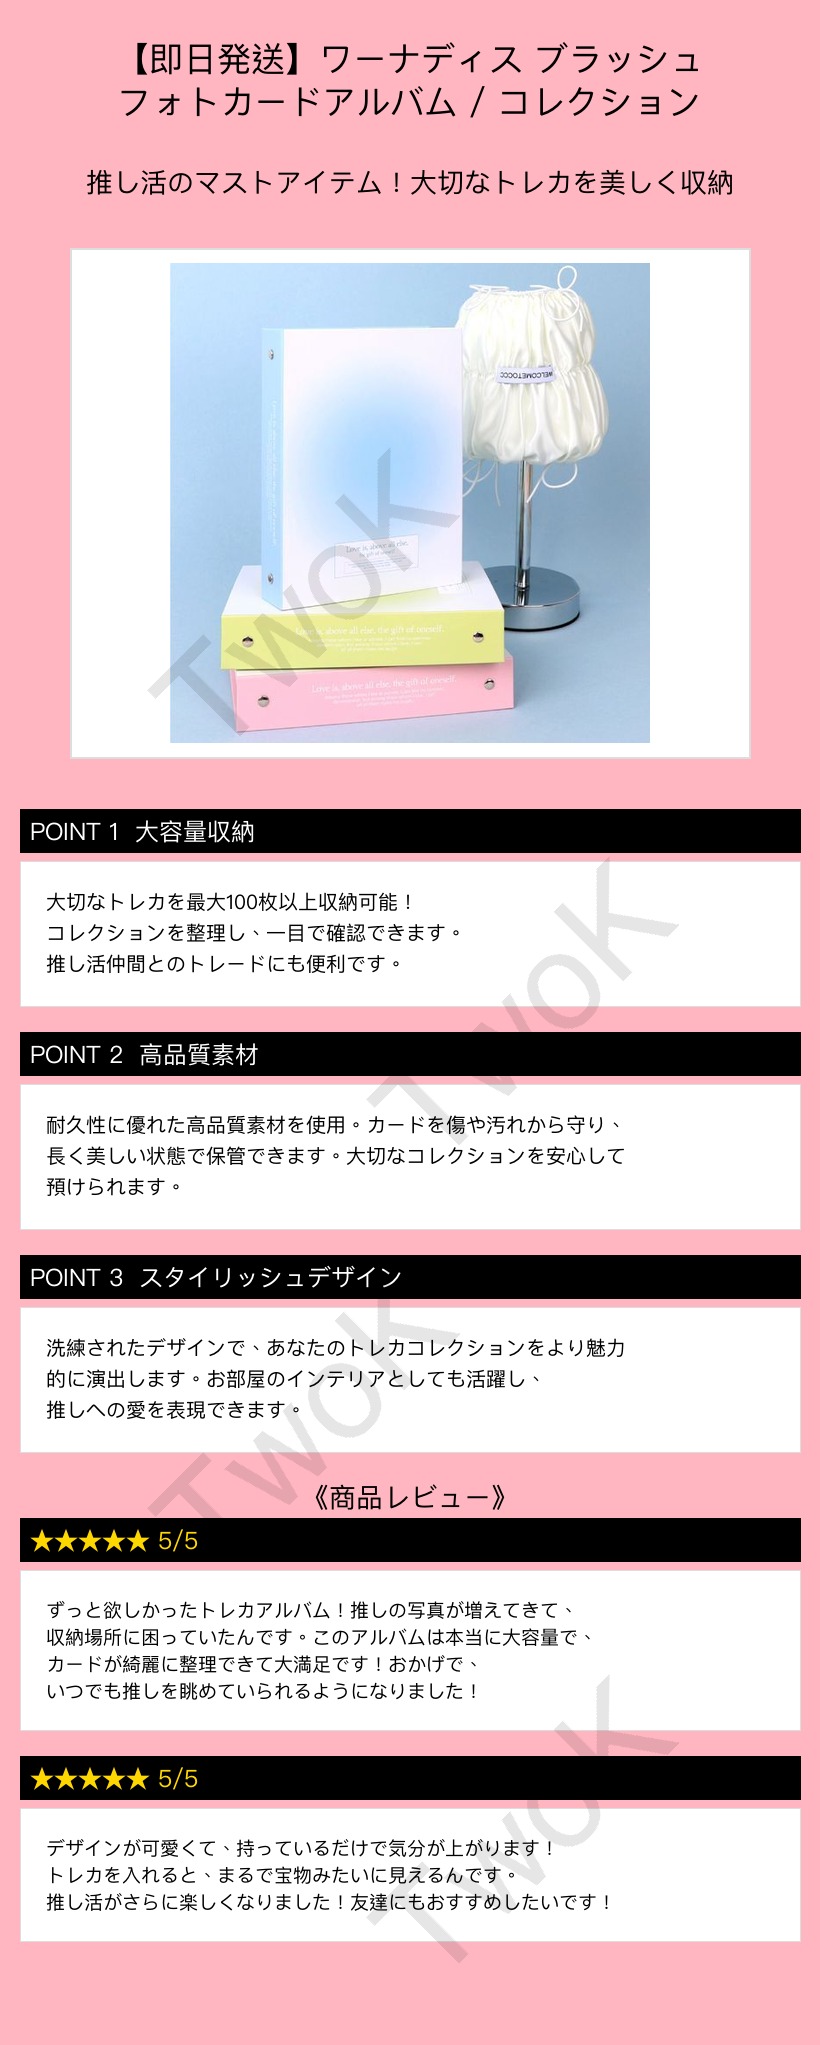 【即日発送】ワーナディス ブラッシュ
フォトカードアルバム / コレクション
推し活のマストアイテム！大切なトレカを美しく収納
WELCOMETOCCC
Love is, above all else,
the gift of oneself.
Love is, above all else, the gift of oneself.
Love is, above all else, the gift of oneself.
TwoK
POINT 1 大容量収納
大切なトレカを最大100枚以上収納可能！
コレクションを整理し、一目で確認できます。
推し活仲間とのトレードにも便利です。
TwoK
POINT 2 高品質素材
耐久性に優れた高品質素材を使用。カードを傷や汚れから守り、
長く美しい状態で保管できます。大切なコレクションを安心して
預けられます。
POINT 3 スタイリッシュデザイン
洗練されたデザインで、あなたのトレカコレクションをより魅力
的に演出します。お部屋のインテリアとしても活躍し、
推しへの愛を表現できます。
TwoK
《商品レビュー》
★★★★★ 5/5
ずっと欲しかったトレカアルバム！推しの写真が増えてきて、
収納場所に困っていたんです。このアルバムは本当に大容量で、
カードが綺麗に整理できて大満足です！おかげで、
いつでも推しを眺めていられるようになりました！
★★★★★ 5/5
デザインが可愛くて、持っているだけで気分が上がります！
トレカを入れると、まるで宝物みたいに見えるんです。
推し活がさらに楽しくなりました！友達にもおすすめしたいです！
TwoK